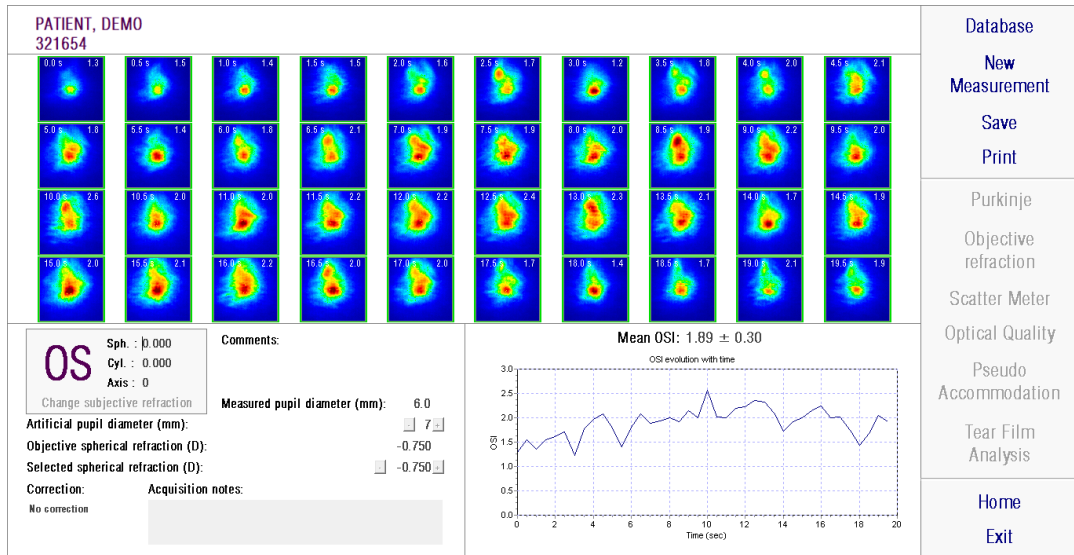 PATIENT, DEMO
321654
0.0 s 1.3 0.5 s 1.5 1.0 s 1.4 1.5 s 1.5 2.0 s 1.6 2.5 s 1.7 3.0 s 1.2 3.5 s 1.8 4.0 s 2.0 4.5 s 2.1
5.0 s 1.8 5.5 s 1.4 6.0 s 1.8 6.5 s 2.1 7.0 s 1.9 7.5 s 1.9 8.0 s 2.0 8.5 s 1.9 9.0 s 2.2 9.5 s 2.0
10.0 s 2.6 10.5 s 2.0 11.0 s 2.0 11.5 s 2.2 12.0 s 2.2 12.5 s 2.4 13.0 s 2.3 13.5 s 2.1 14.0 s 1.7 14.5 s 1.9
15.0 s 2.0 15.5 s 2.1 16.0 s 2.2 16.5 s 2.0 17.0 s 2.0 17.5 s 1.7 18.0 s 1.4 18.5 s 1.7 19.0 s 2.1 19.5 s 1.9
OS
Sph. : 0.000
Cyl. : 0.000
Axis : 0
Change subjective refraction
Comments:
Measured pupil diameter (mm): 6.0
Artificial pupil diameter (mm): - 7 +
Objective spherical refraction (D): -0.750
Selected spherical refraction (D): - -0.750 +
Correction:
No correction
Acquisition notes:
Mean OSI: 1.89 ± 0.30
OSI evolution with time
OSI
3.0
2.5
2.0
1.5
1.0
0.5
0.0
0 2 4 6 8 10 12 14 16 18 20
Time (sec)
Database
New
Measurement
Save
Print
Purkinje
Objective
refraction
Scatter Meter
Optical Quality
Pseudo
Accommodation
Tear Film
Analysis
Home
Exit